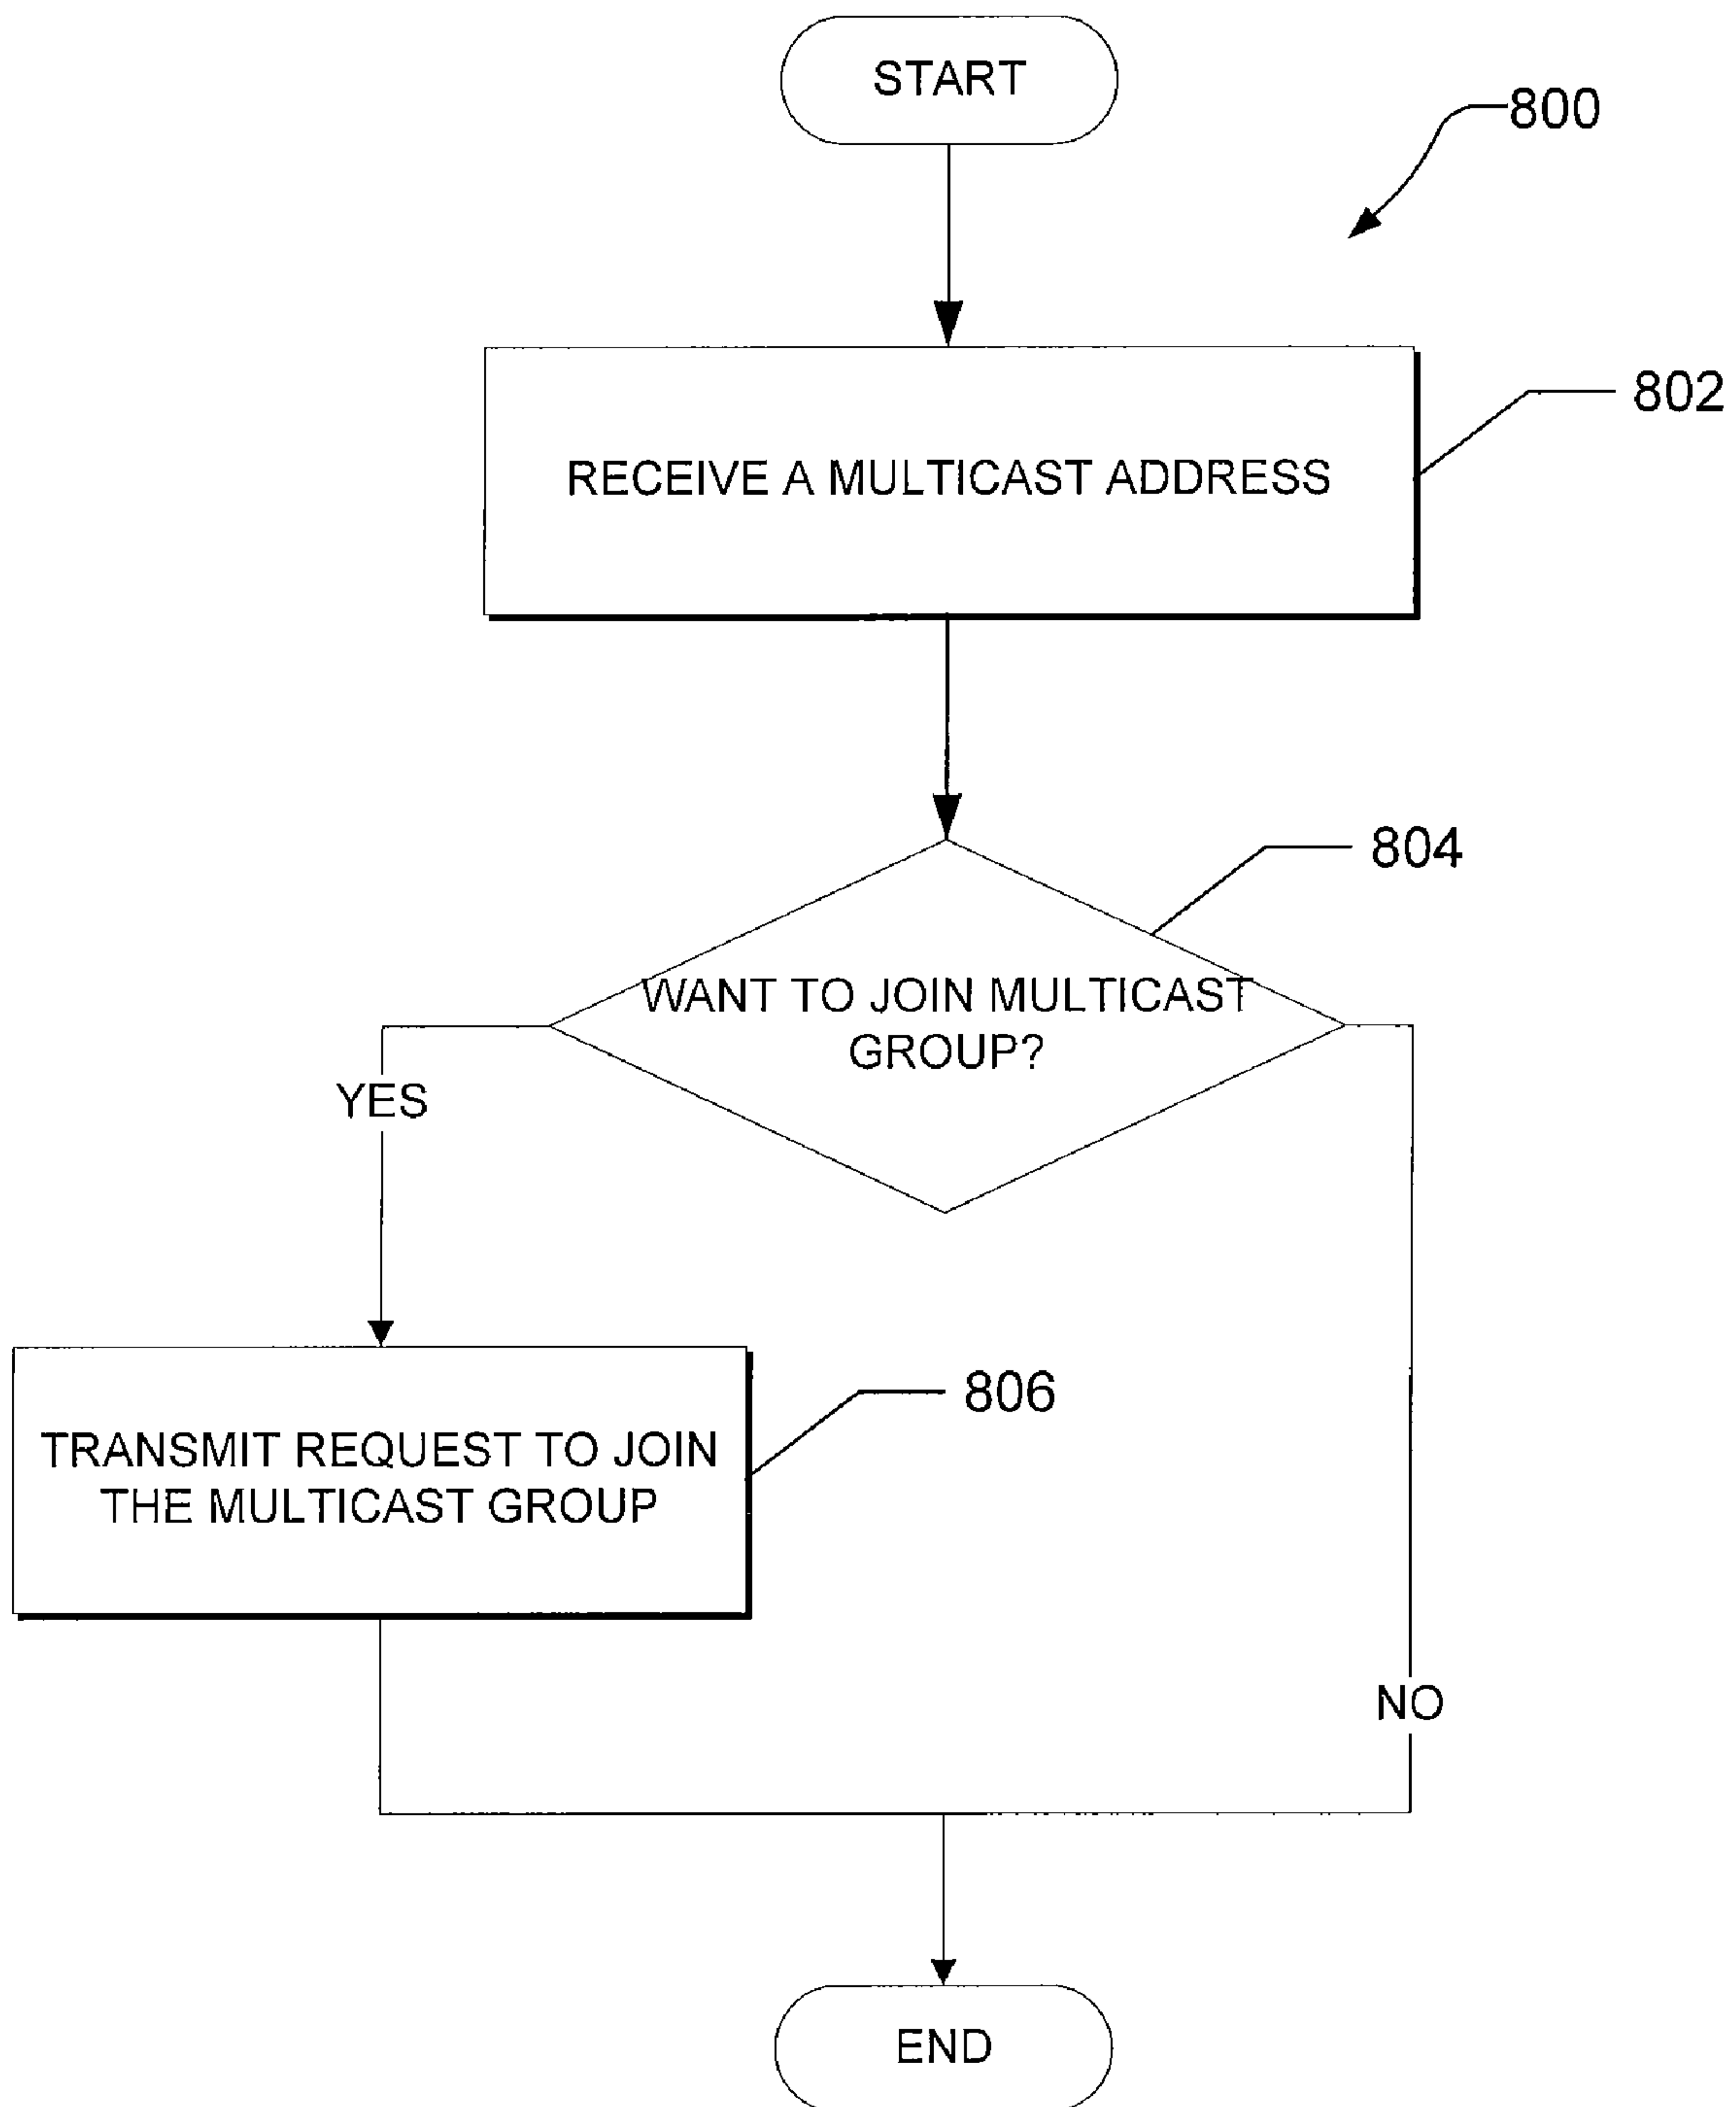 START
800
RECEIVE A MULTICAST ADDRESS
802
804
WANT TO JOIN MULTICAST
GROUP?
YES
TRANSMIT REQUEST TO JOIN
THE MULTICAST GROUP
806
NO
END